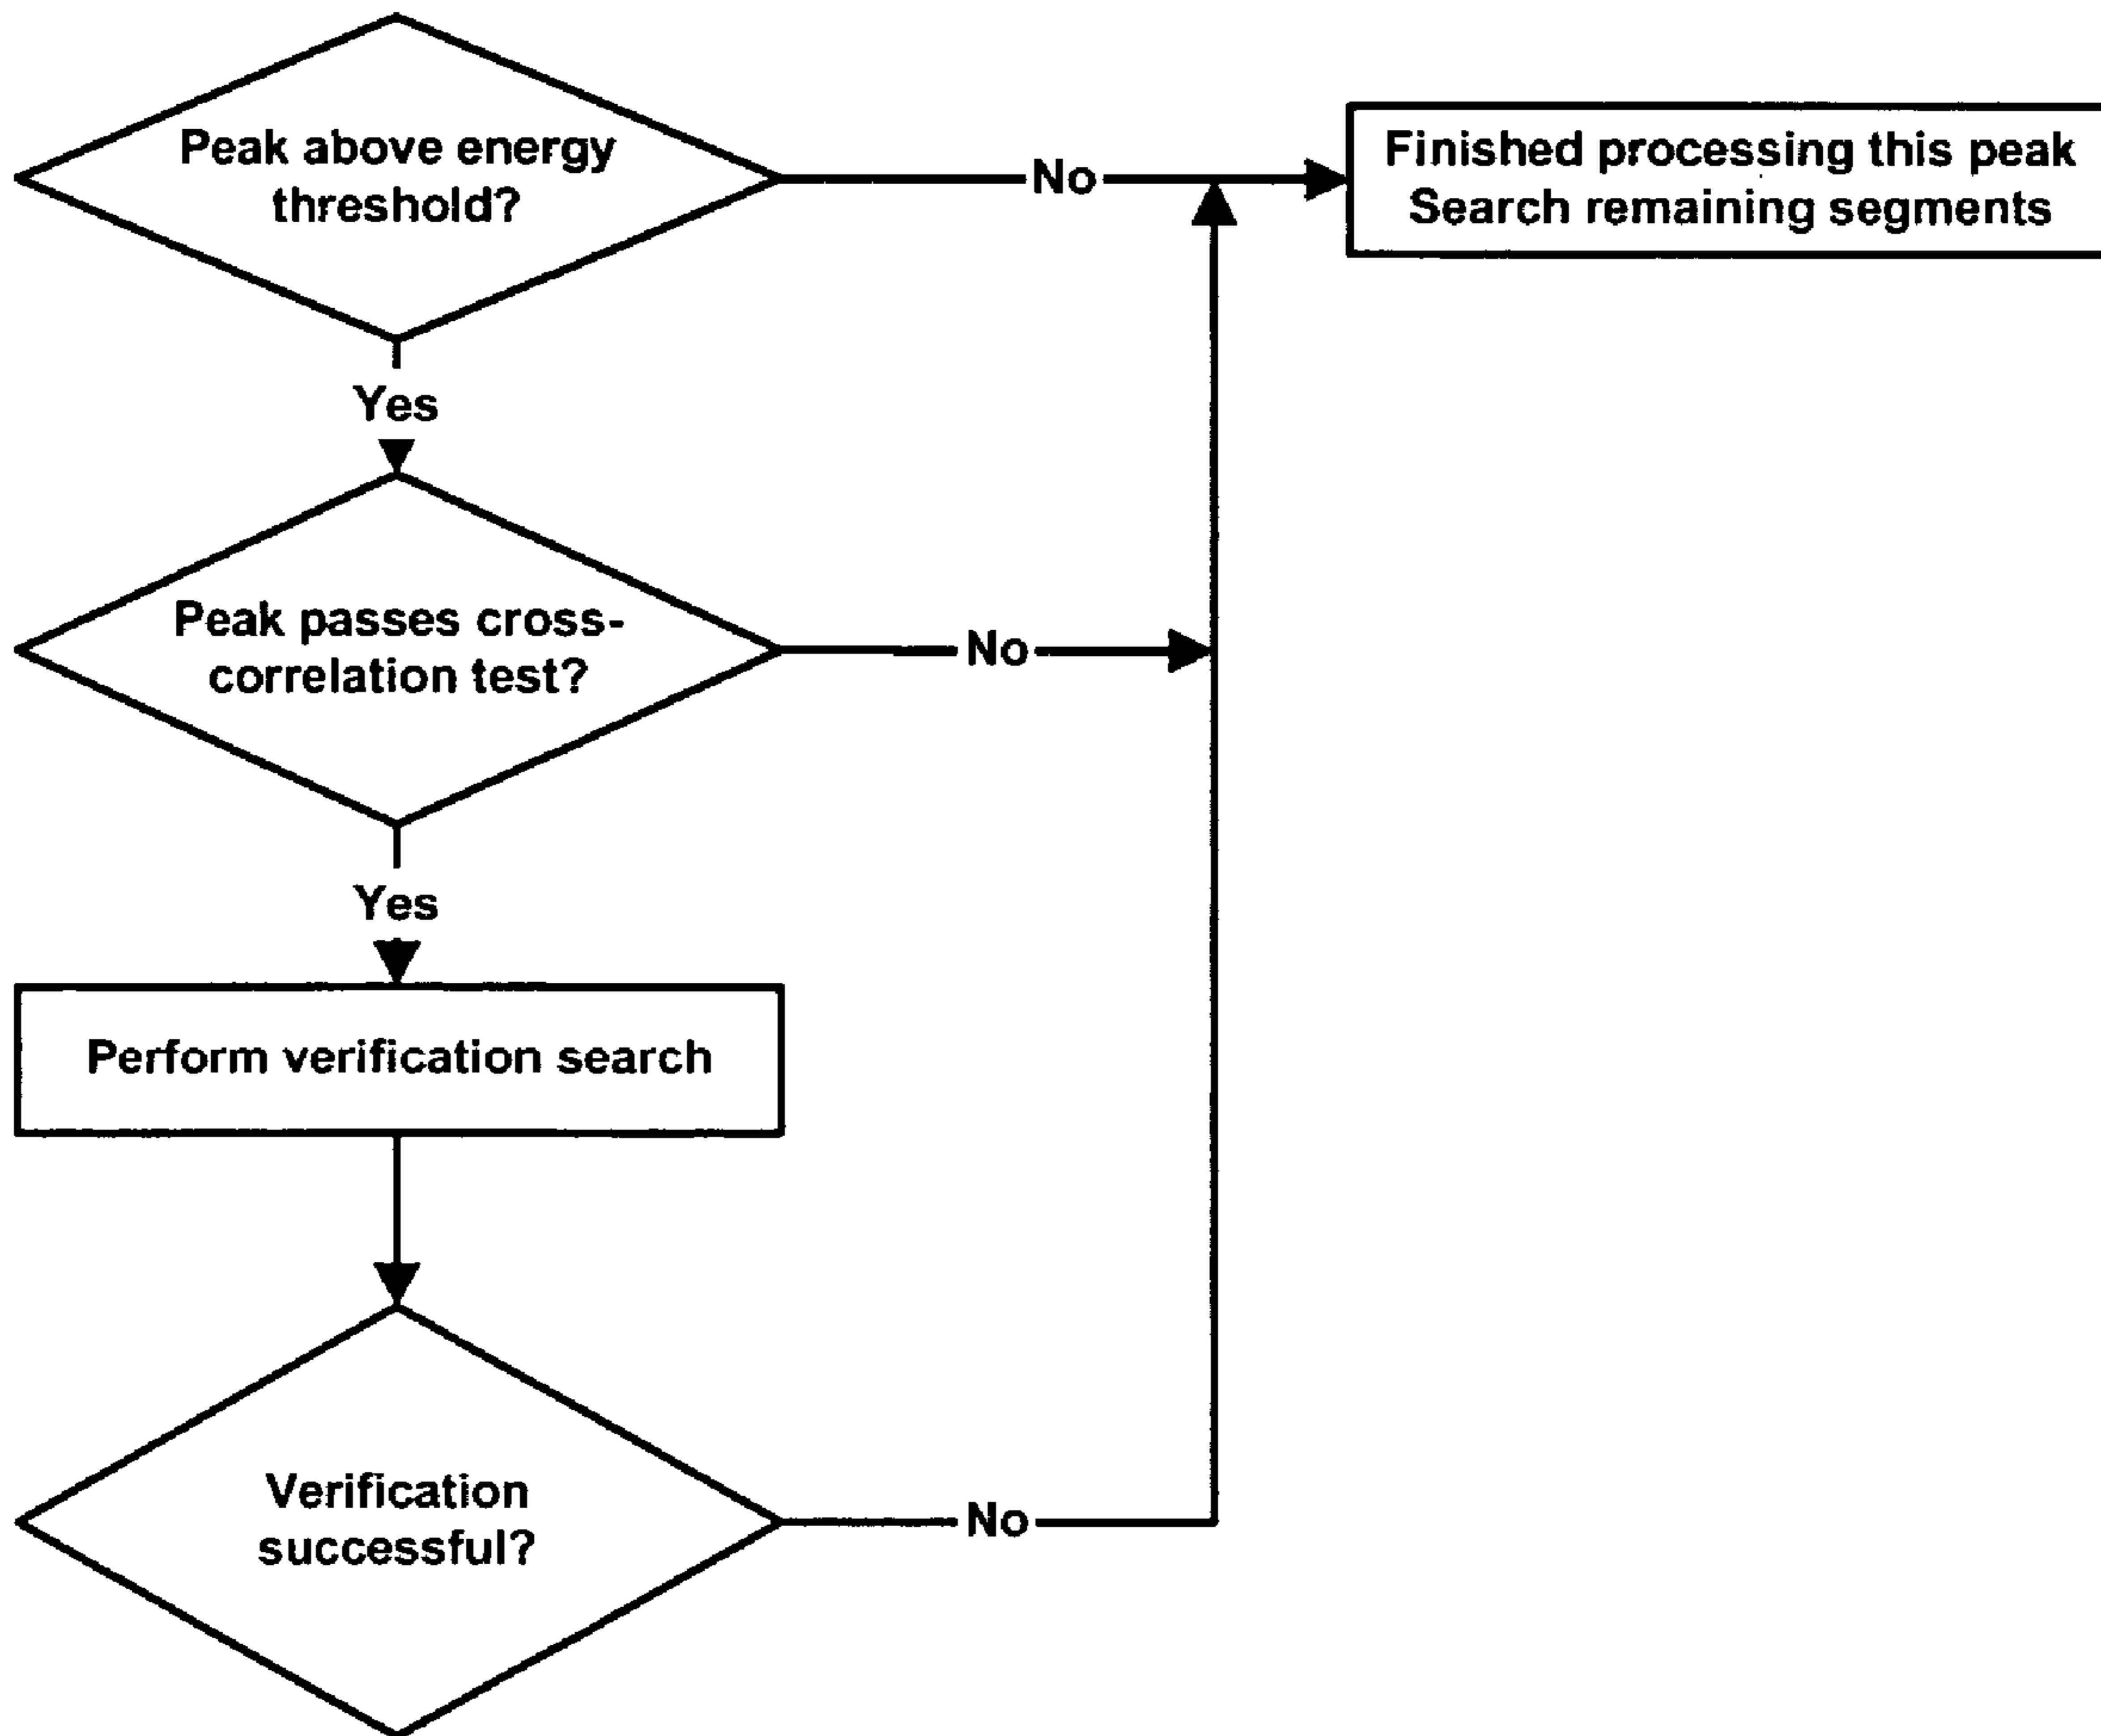 Peak above energy
threshold?
No
Finished processing this peak
Search remaining segments
Yes
Peak passes cross-
correlation test?
No
Yes
Perform verification search
Verification
successful?
No